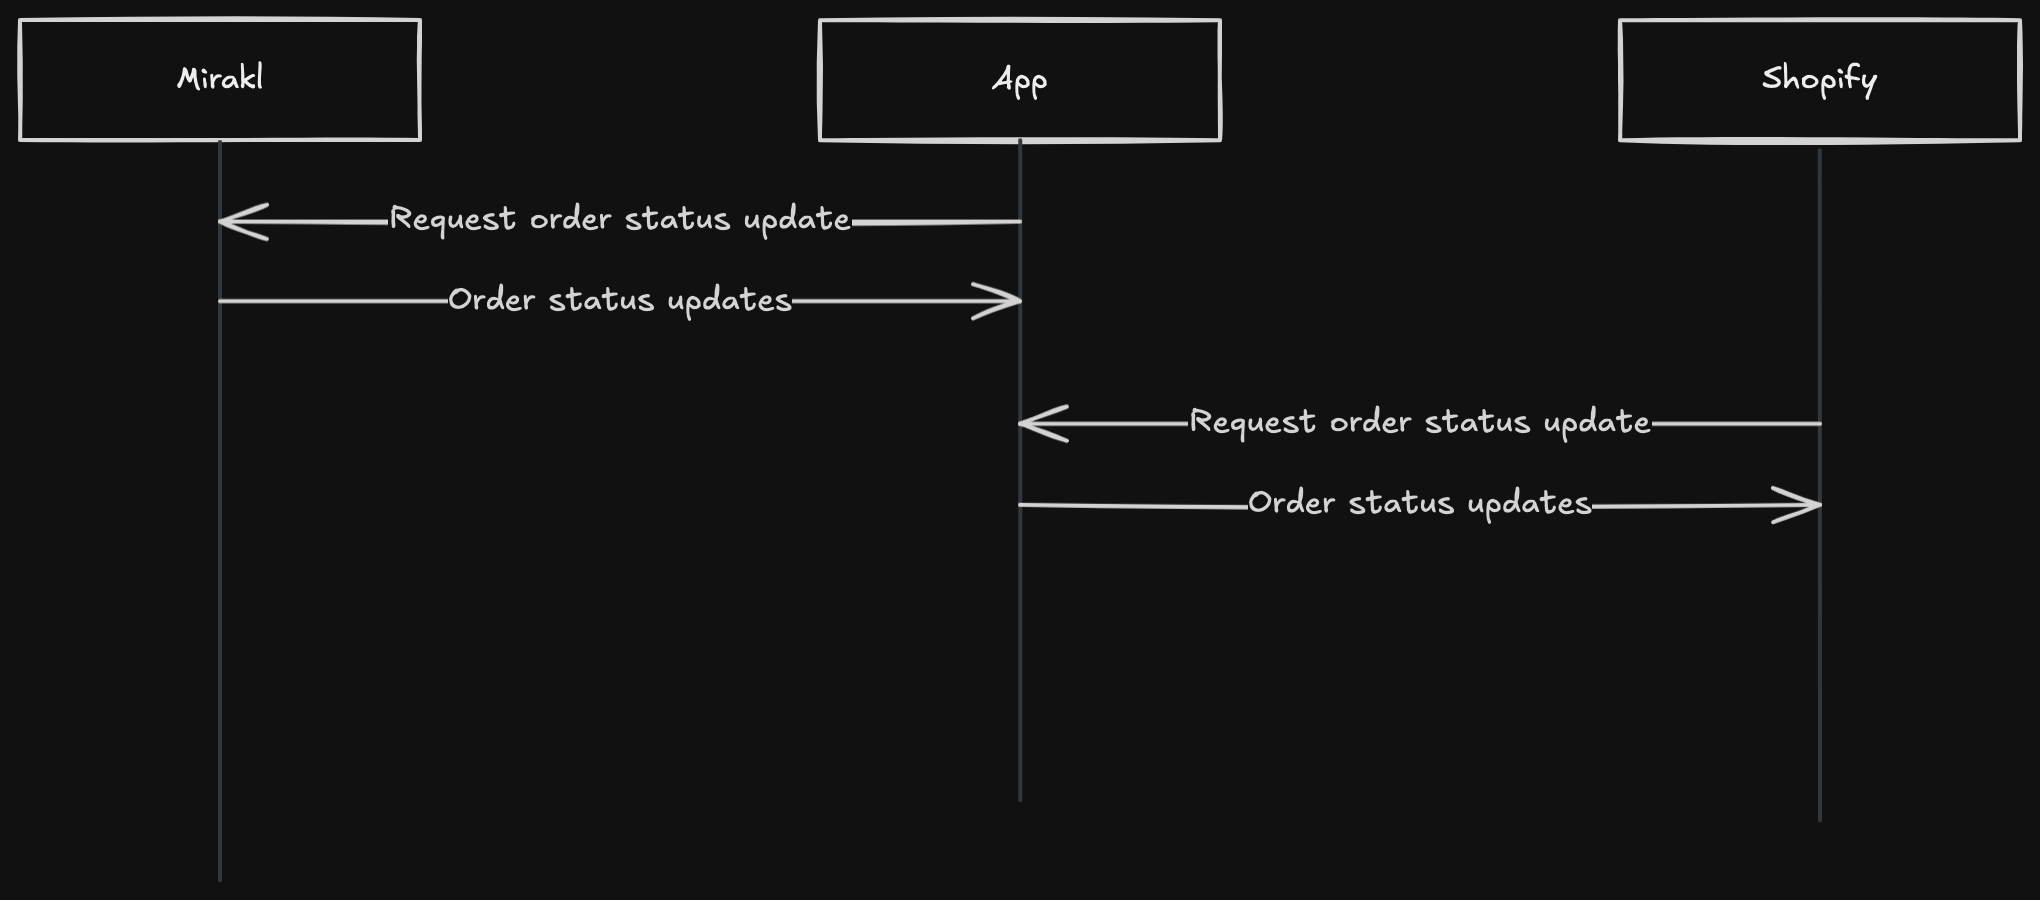 Mirakl
App
Shopify
Request order status update
Order status updates
Request order status update
Order status updates